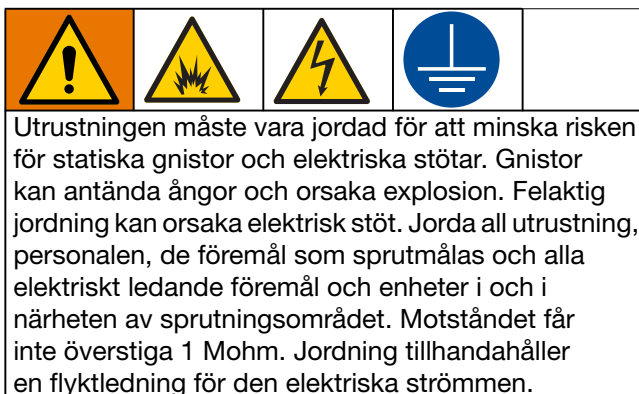 Utrustningen måste vara jordad för att minska risken
för statiska gnistor och elektriska stötar. Gnistor
kan antända ångor och orsaka explosion. Felaktig
jordning kan orsaka elektrisk stöt. Jorda all utrustning,
personalen, de föremål som sprutmålas och alla
elektriskt ledande föremål och enheter i och i
närheten av sprutningsområdet. Motståndet får
inte överstiga 1 Mohm. Jordning tillhandahåller
en flyktledning för den elektriska strömmen.